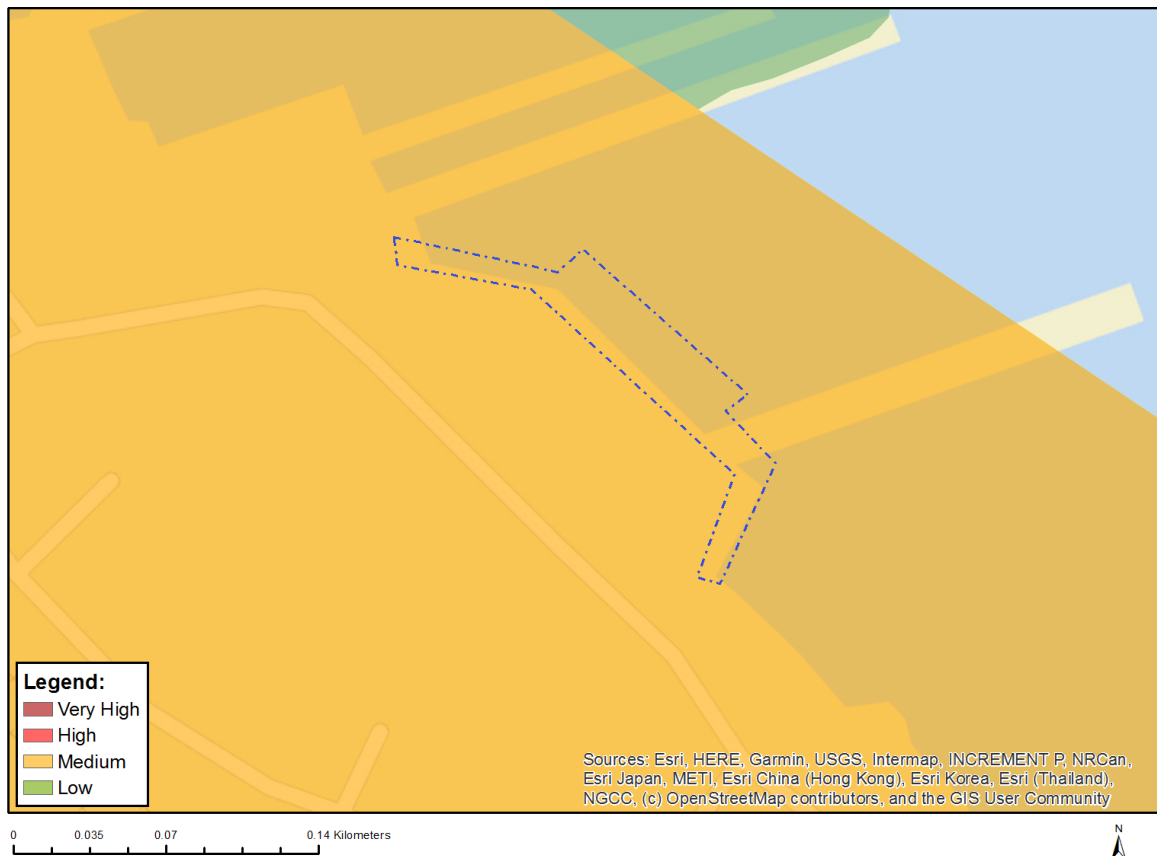 Legend:
Very High
High
Medium
Low
Sources: Esri, HERE, Garmin, USGS, Intermap, INCREMENT P, NRCan,
Esri Japan, METI, Esri China (Hong Kong), Esri Korea, Esri (Thailand),
NGCC, (c) OpenStreetMap contributors, and the GIS User Community
0 0.035 0.07 0.14 Kilometers
N